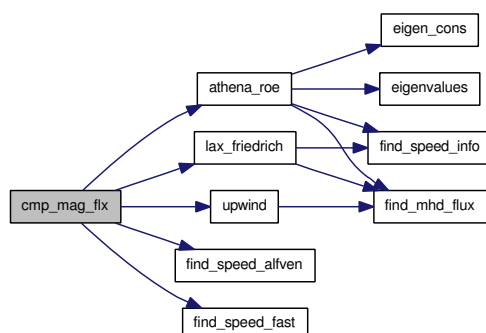 eigen_cons
athena_roe
eigenvalues
lax_friedrich
find_speed_info
cmp_mag_flx
upwind
find_mhd_flux
find_speed_alfven
find_speed_fast